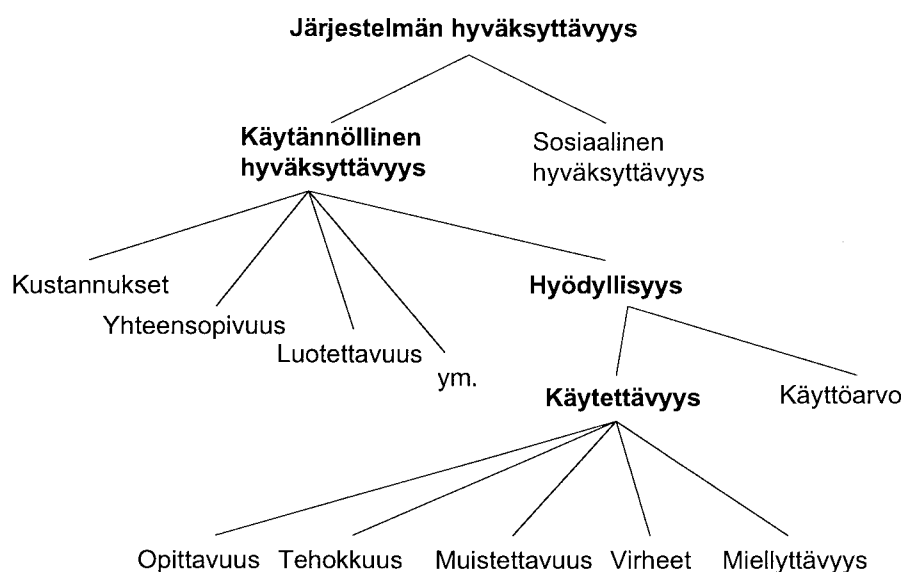 Järjestelmän hyväksyttävyys
Käytännöllinen
hyväksyttävyys
Sosiaalinen
hyväksyttävyys
Kustannukset
Yhteensopivuus
Luotettavuus
ym.
Hyödyllisyys
Käytettävyys
Käyttöarvo
Opittavuus
Tehokkuus
Muistettavuus
Virheet
Miellyttävyys